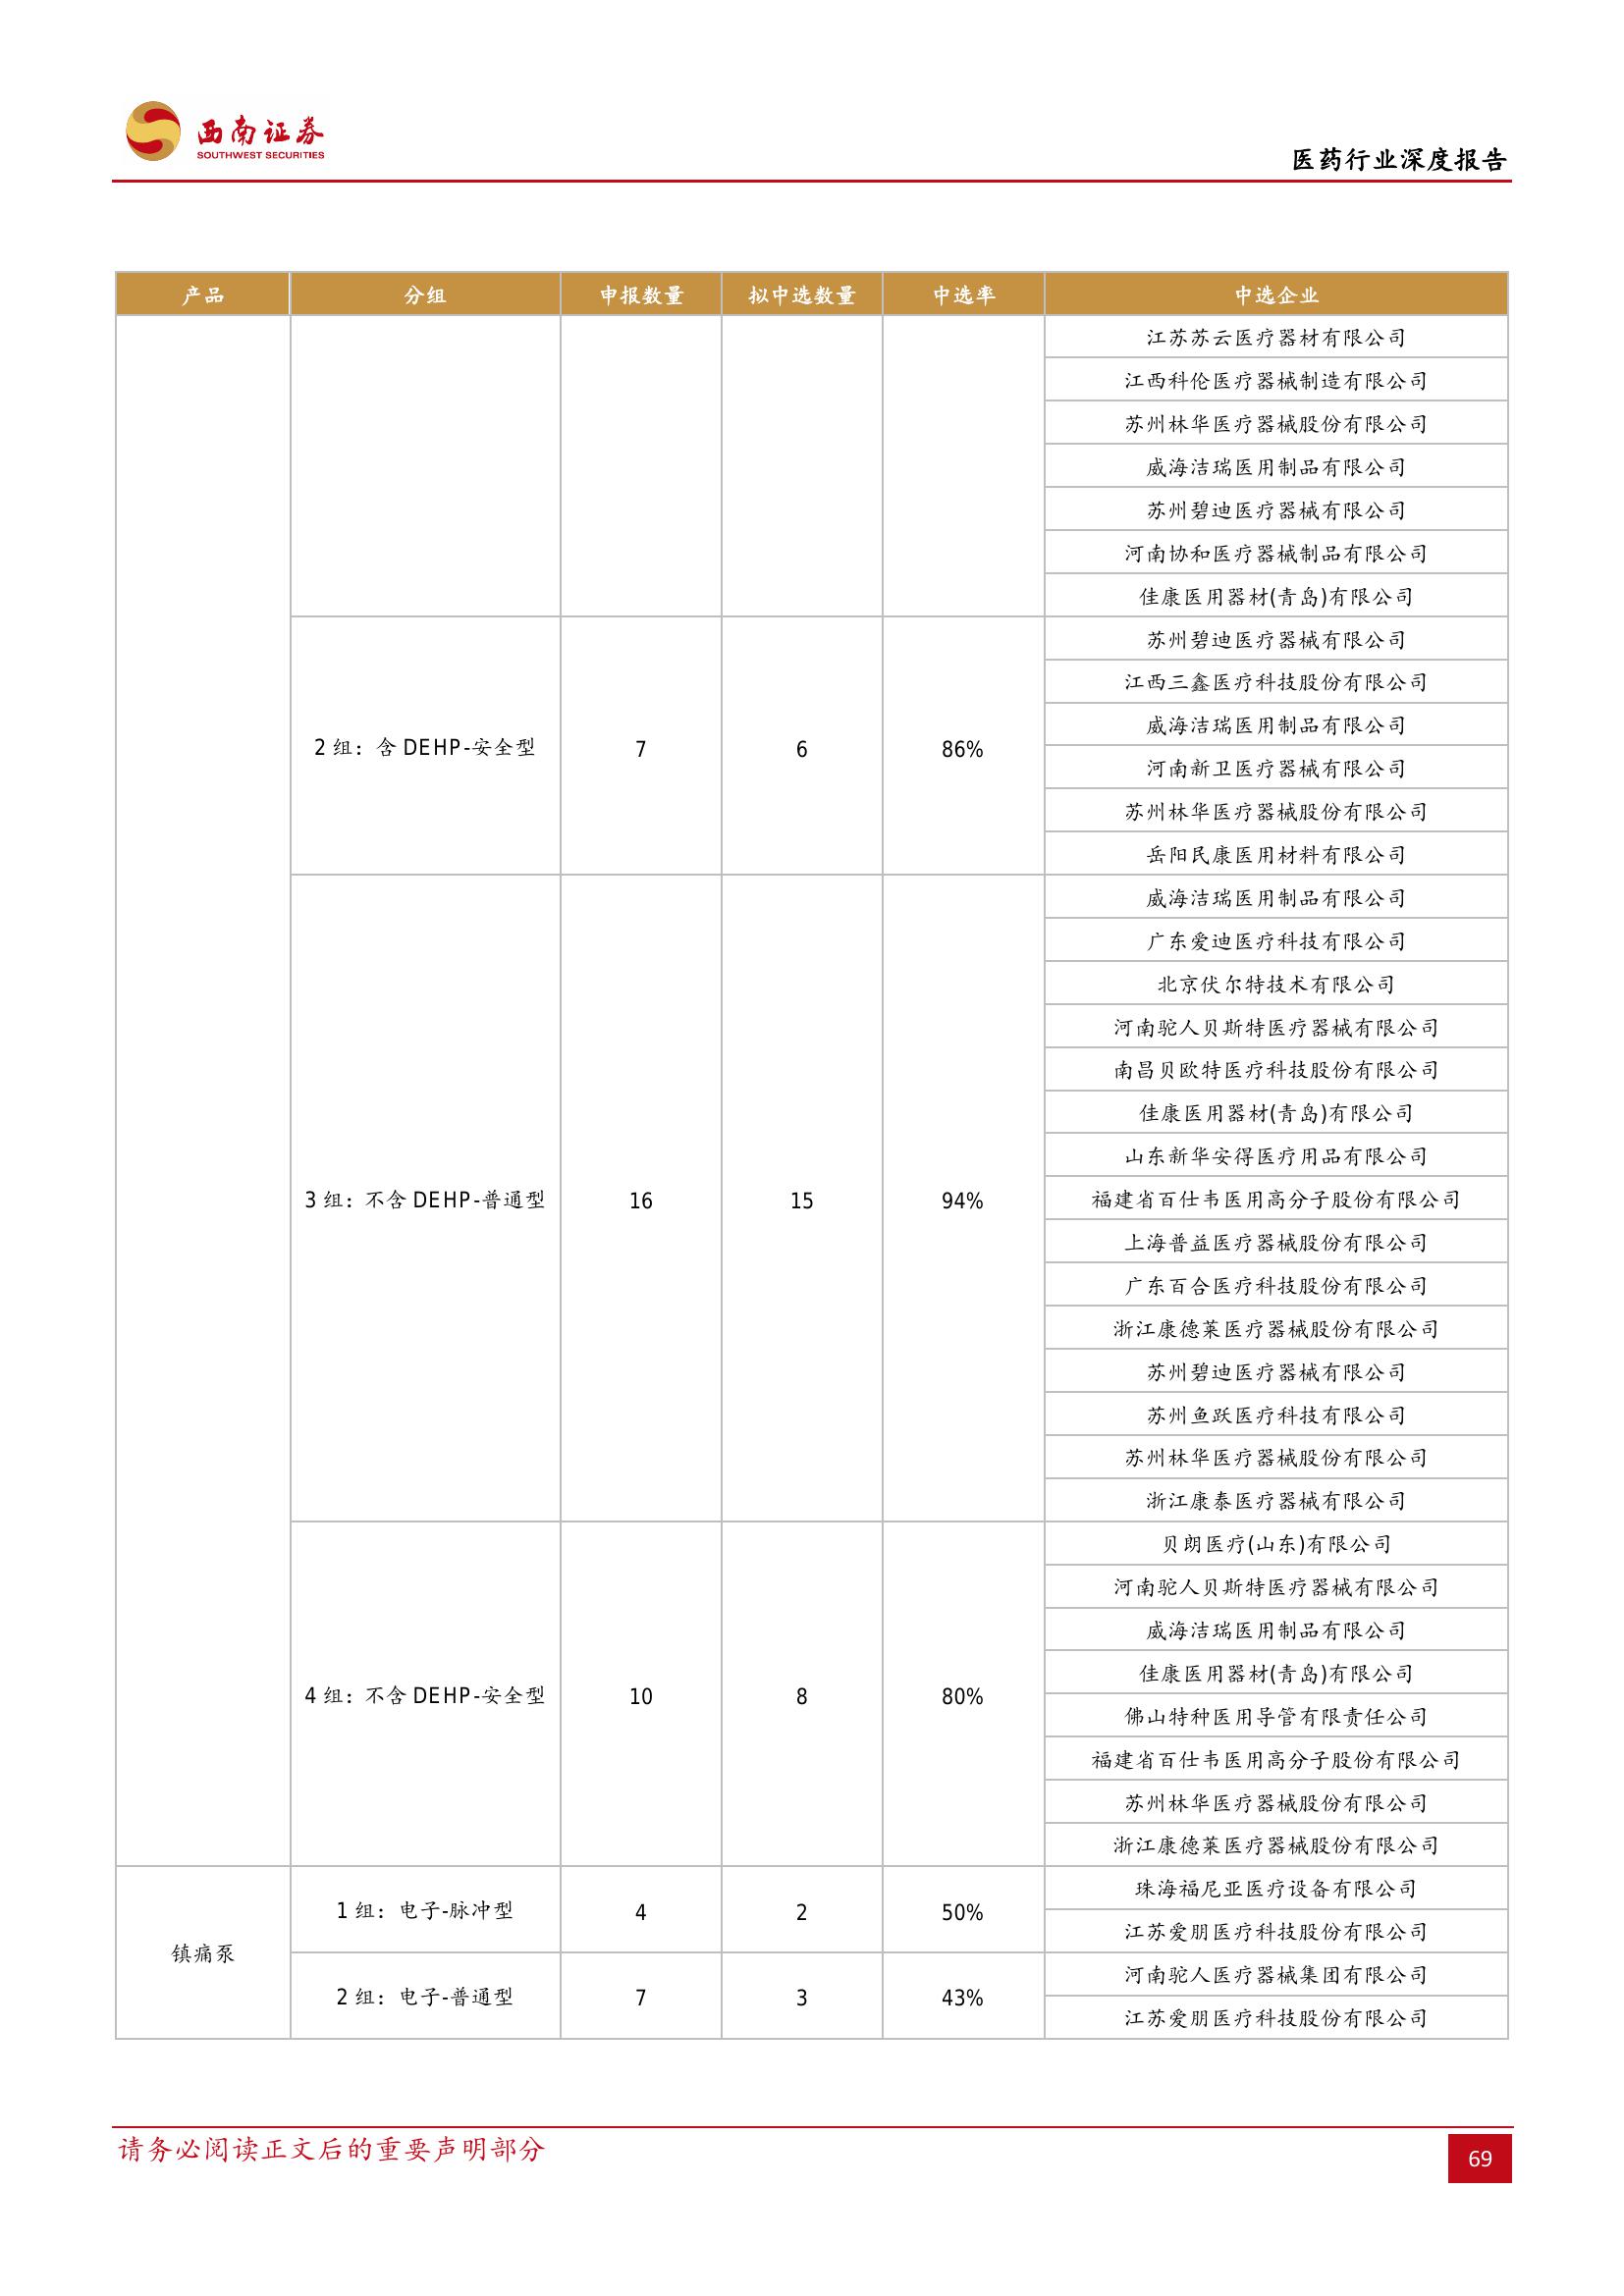 西南证券
SOUTHWEST SECURITIES
医药行业深度报告
产品 分组 申报数量 拟中选数量 中选率 中选企业
江苏苏云医疗器材有限公司
江西科伦医疗器械制造有限公司
苏州林华医疗器械股份有限公司
威海洁瑞医用制品有限公司
苏州碧迪医疗器械有限公司
河南协和医疗器械制品有限公司
佳康医用器材(青岛)有限公司
2 组：含 DEHP-安全型 7 6 86%
苏州碧迪医疗器械有限公司
江西三鑫医疗科技股份有限公司
威海洁瑞医用制品有限公司
河南新卫医疗器械有限公司
苏州林华医疗器械股份有限公司
岳阳民康医用材料有限公司
3 组：不含 DEHP-普通型 16 15 94%
威海洁瑞医用制品有限公司
广东爱迪医疗科技有限公司
北京伏尔特技术有限公司
河南驼人贝斯特医疗器械有限公司
南昌贝欧特医疗科技股份有限公司
佳康医用器材(青岛)有限公司
山东新华安得医疗用品有限公司
福建省百仕韦医用高分子股份有限公司
上海普益医疗器械股份有限公司
广东百合医疗科技股份有限公司
浙江康德莱医疗器械股份有限公司
苏州碧迪医疗器械有限公司
苏州鱼跃医疗科技有限公司
苏州林华医疗器械股份有限公司
浙江康泰医疗器械有限公司
4 组：不含 DEHP-安全型 10 8 80%
贝朗医疗(山东)有限公司
河南驼人贝斯特医疗器械有限公司
威海洁瑞医用制品有限公司
佳康医用器材(青岛)有限公司
佛山特种医用导管有限责任公司
福建省百仕韦医用高分子股份有限公司
苏州林华医疗器械股份有限公司
浙江康德莱医疗器械股份有限公司
镇痛泵
1 组：电子-脉冲型 4 2 50%
珠海福尼亚医疗设备有限公司
江苏爱朋医疗科技股份有限公司
2 组：电子-普通型 7 3 43%
河南驼人医疗器械集团有限公司
江苏爱朋医疗科技股份有限公司
请务必阅读正文后的重要声明部分
69